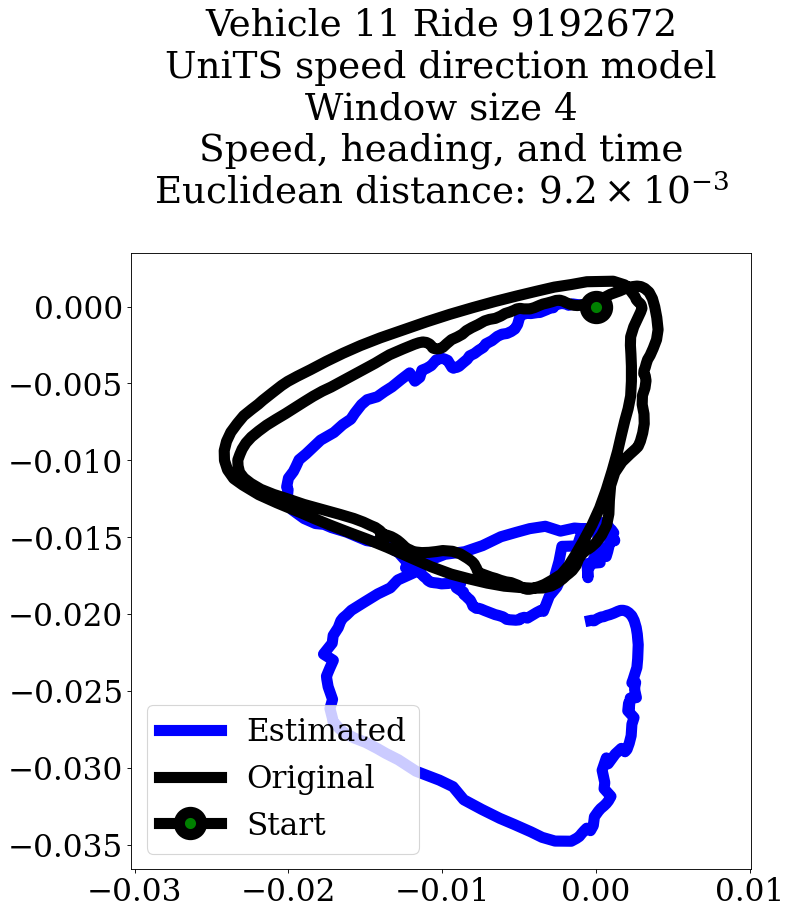 Vehicle 11 Ride 9192672
UniTS speed direction model
Window size 4
Speed, heading, and time
Euclidean distance: $9.2 \times 10^{-3}$
0.000
−0.005
−0.010
−0.015
−0.020
−0.025
−0.030
−0.035
Estimated
Original
Start
−0.03 −0.02 −0.01 0.00 0.01